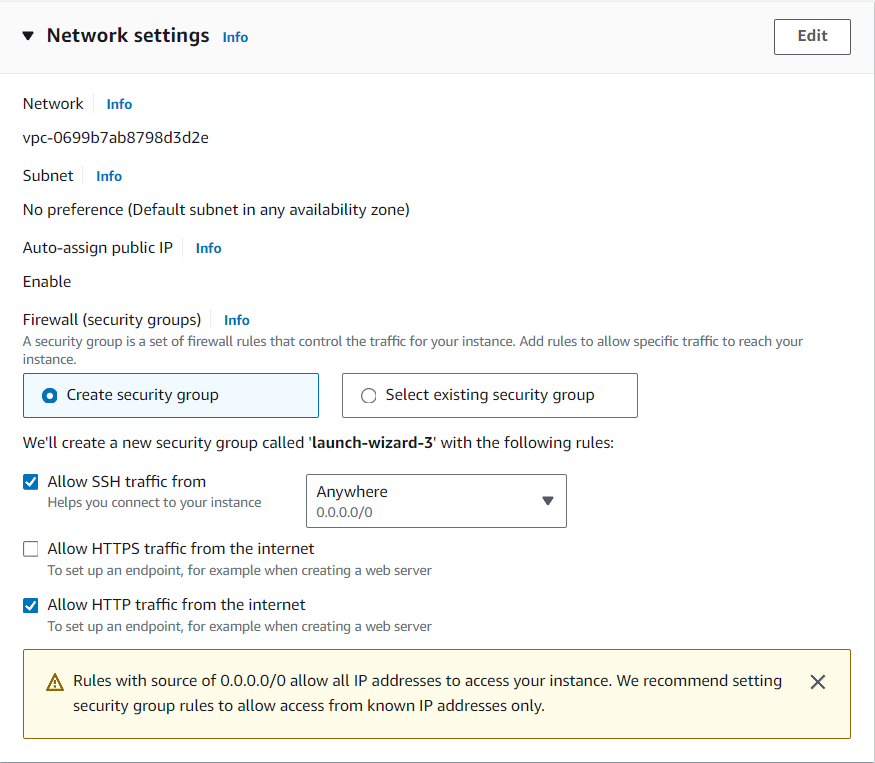 Network settings Info
Edit
Network Info
vpc-0699b7ab8798d3d2e
Subnet Info
No preference (Default subnet in any availability zone)
Auto-assign public IP Info
Enable
Firewall (security groups) Info
A security group is a set of firewall rules that control the traffic for your instance. Add rules to allow specific traffic to reach your
instance.
Create security group
Select existing security group
We'll create a new security group called 'launch-wizard-3' with the following rules:
Allow SSH traffic from
Helps you connect to your instance
Anywhere
0.0.0.0/0
Allow HTTPS traffic from the internet
To set up an endpoint, for example when creating a web server
Allow HTTP traffic from the internet
To set up an endpoint, for example when creating a web server
Rules with source of 0.0.0.0/0 allow all IP addresses to access your instance. We recommend setting
security group rules to allow access from known IP addresses only.